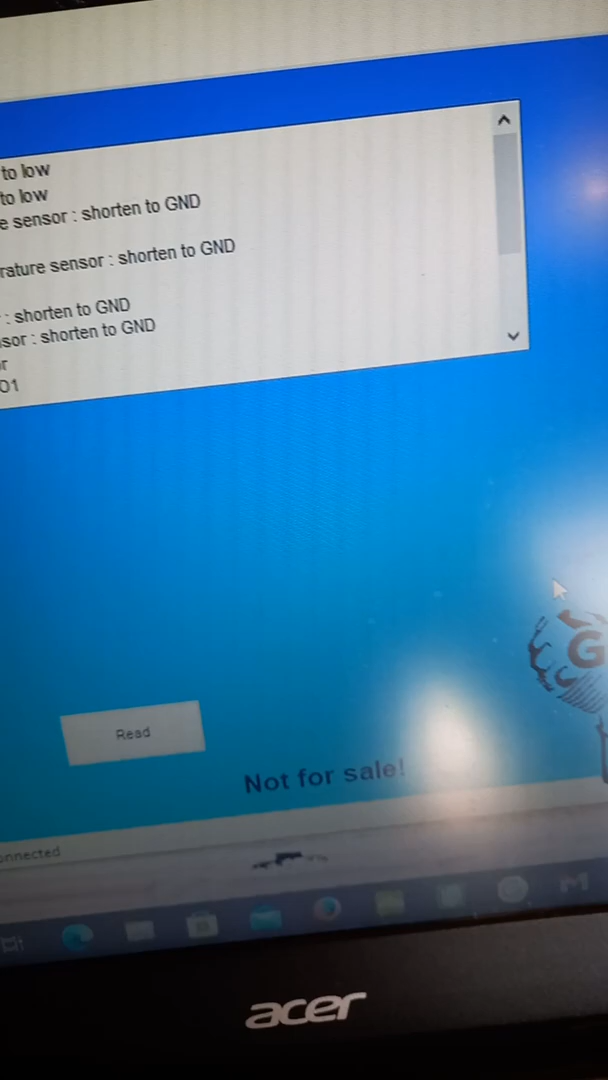 to low
to low
e sensor : shorten to GND
rature sensor : shorten to GND
: shorten to GND
sor : shorten to GND
r
01
G
Read
Not for sale!
onnected
acer